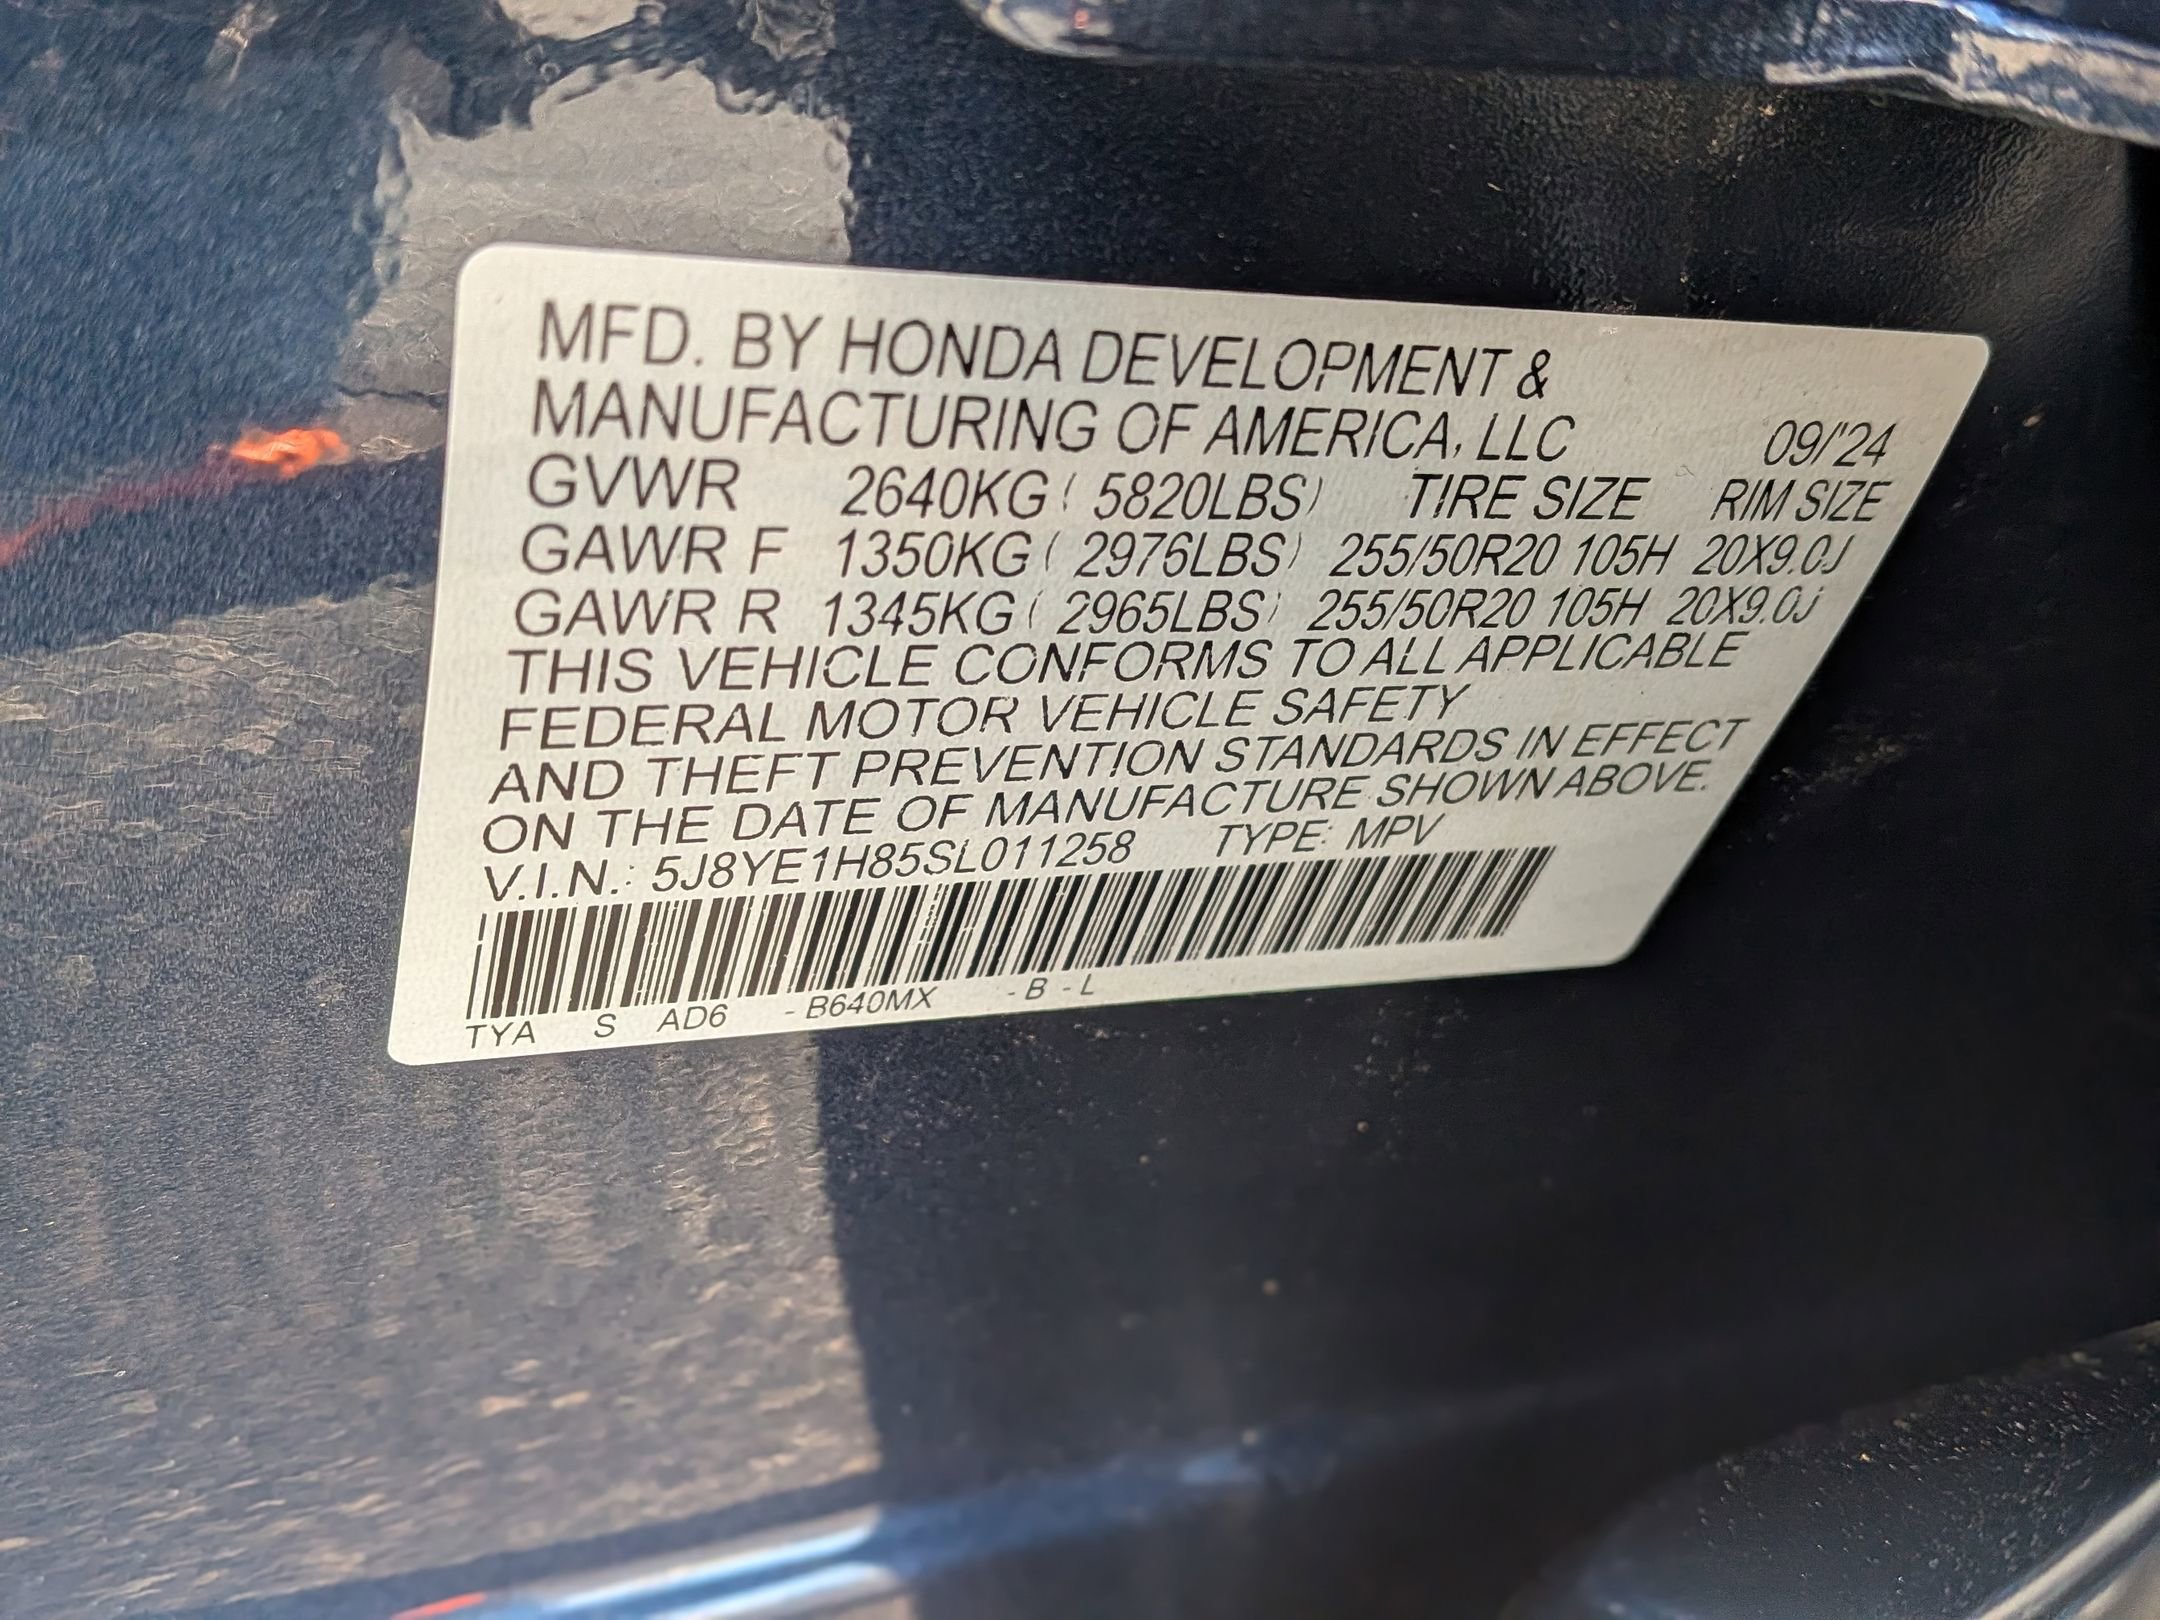 MFD. BY HONDA DEVELOPMENT &
MANUFACTURING OF AMERICA, LLC 09/'24
GVWR 2640KG ( 5820LBS) TIRE SIZE RIM SIZE
GAWR F 1350KG ( 2976LBS) 255/50R20 105H 20X9.0J
GAWR R 1345KG ( 2965LBS) 255/50R20 105H 20X9.0J
THIS VEHICLE CONFORMS TO ALL APPLICABLE
FEDERAL MOTOR VEHICLE SAFETY
AND THEFT PREVENTION STANDARDS IN EFFECT
ON THE DATE OF MANUFACTURE SHOWN ABOVE.
V.I.N.: 5J8YE1H85SL011258 TYPE: MPV
TYA S AD6 - B640MX - B - L